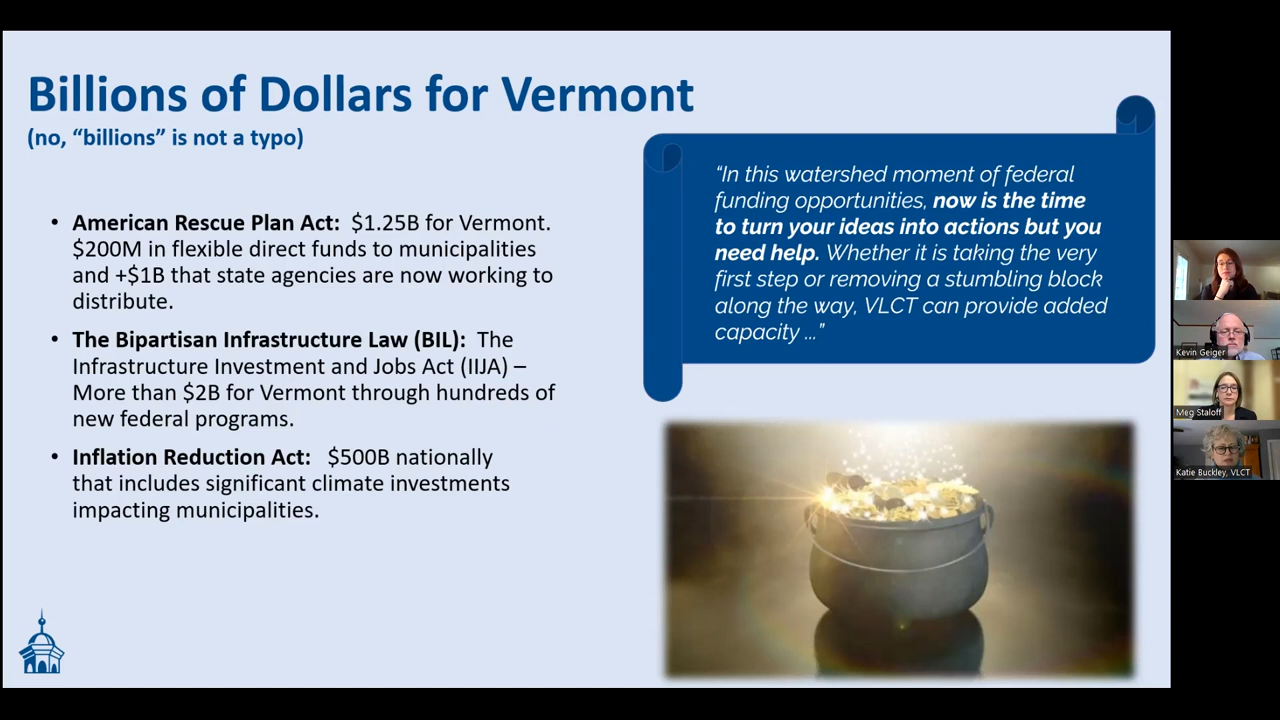 Billions of Dollars for Vermont
(no, “billions” is not a typo)
• American Rescue Plan Act:  $1.25B for Vermont.
$200M in flexible direct funds to municipalities
and +$1B that state agencies are now working to
distribute.
• The Bipartisan Infrastructure Law (BIL):  The
Infrastructure Investment and Jobs Act (IIJA) –
More than $2B for Vermont through hundreds of
new federal programs.
• Inflation Reduction Act:   $500B nationally
that includes significant climate investments
impacting municipalities.
“In this watershed moment of federal
funding opportunities, now is the time
to turn your ideas into actions but you
need help. Whether it is taking the very
first step or removing a stumbling block
along the way, VLCT can provide added
capacity ...”
Kevin Geiger
Meg Staloff
Katie Buckley, VLCT